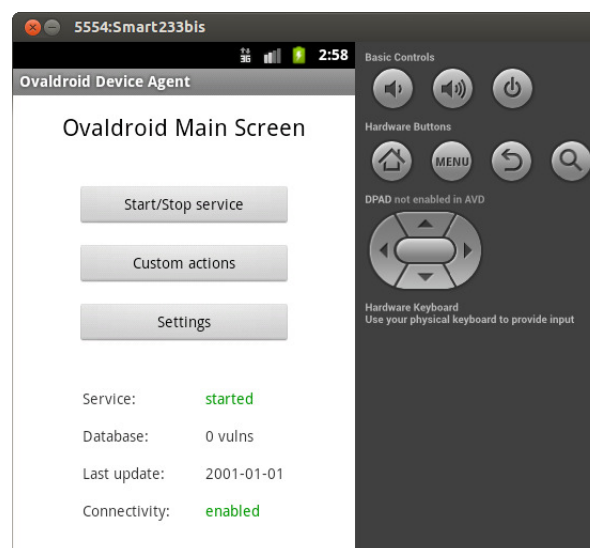 5554:Smart233bis
3G 2:58
Ovaldroid Device Agent
Ovaldroid Main Screen
Start/Stop service
Custom actions
Settings
Service: started
Database: 0 vulns
Last update: 2001-01-01
Connectivity: enabled
Basic Controls
Hardware Buttons
MENU
DPAD not enabled in AVD
Hardware Keyboard
Use your physical keyboard to provide input